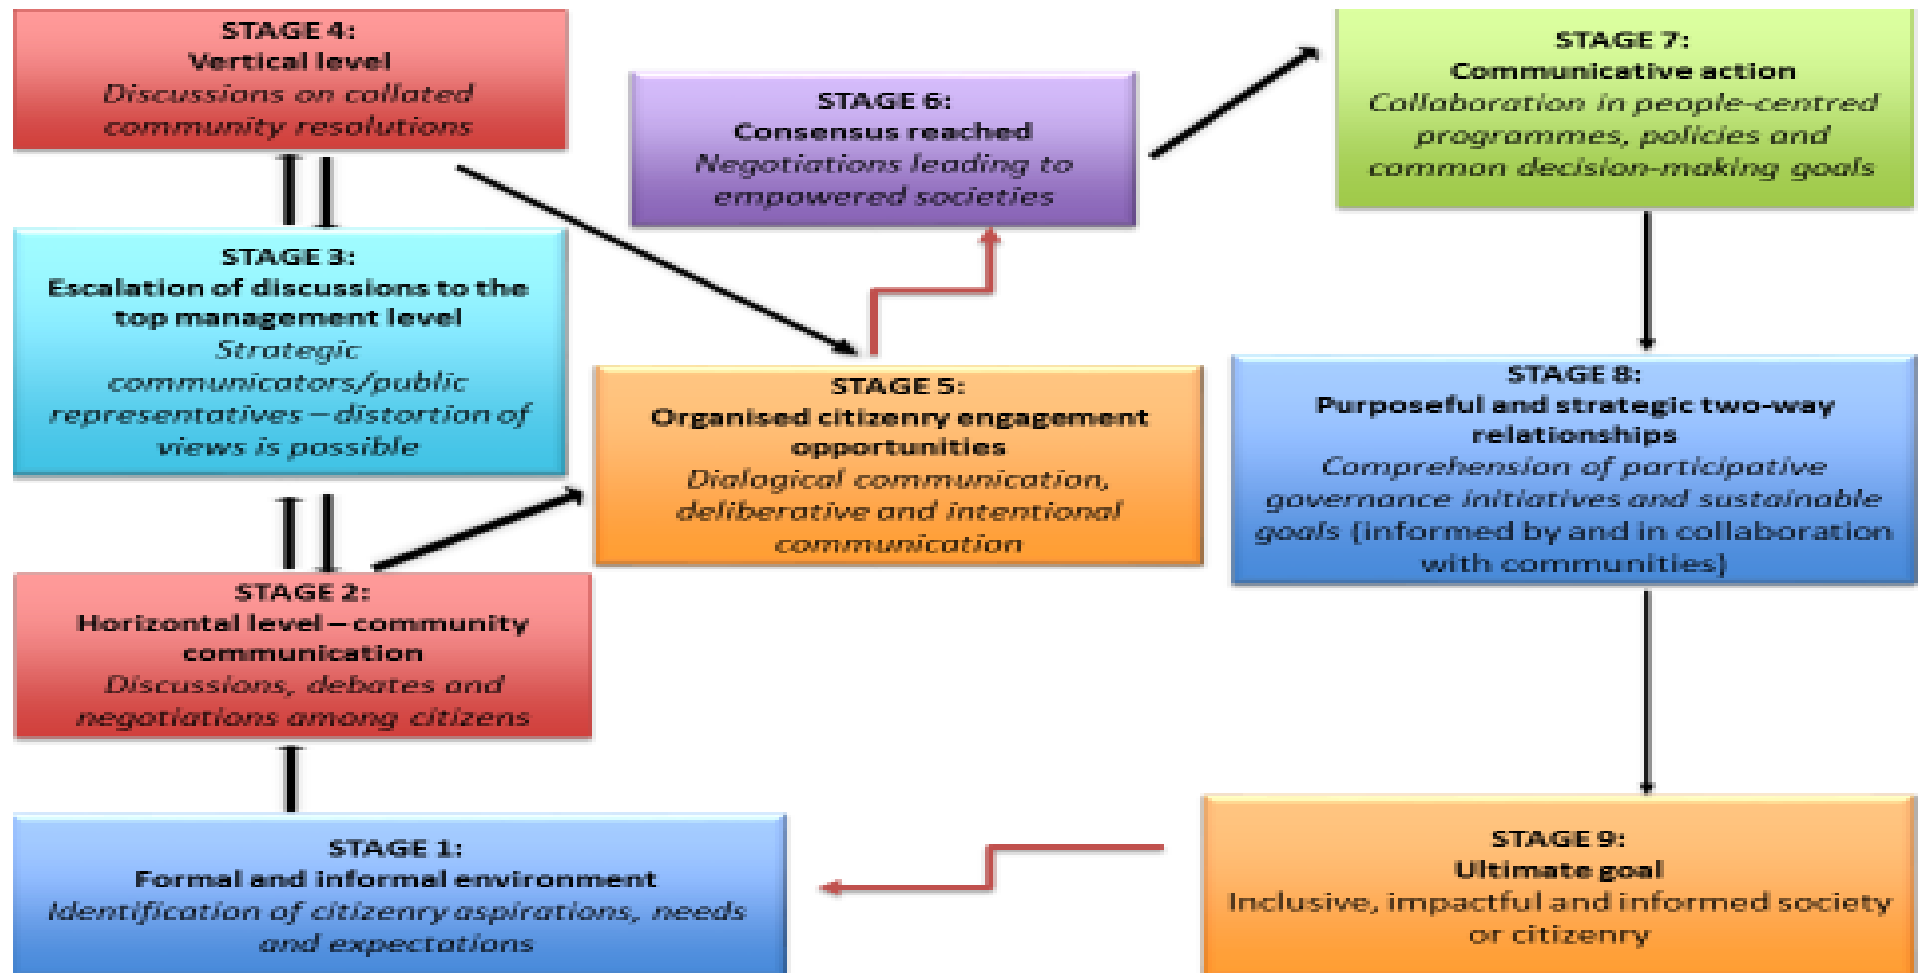 STAGE 4:
Vertical level
Discussions on collated
community resolutions
STAGE 3:
Escalation of discussions to the
top management level
Strategic
communicators/public
representatives – distortion of
views is possible
STAGE 2:
Horizontal level – community
communication
Discussions, debates and
negotiations among citizens
STAGE 1:
Formal and informal environment
Identification of citizenry aspirations, needs
and expectations
STAGE 6:
Consensus reached
Negotiations leading to
empowered societies
STAGE 5:
Organised citizenry engagement
opportunities
Dialogical communication,
deliberative and intentional
communication
STAGE 7:
Communicative action
Collaboration in people-centred
programmes, policies and
common decision-making goals
STAGE 8:
Purposeful and strategic two-way
relationships
Comprehension of participative
governance initiatives and sustainable
goals (informed by and in collaboration
with communities)
STAGE 9:
Ultimate goal
Inclusive, impactful and informed society
or citizenry